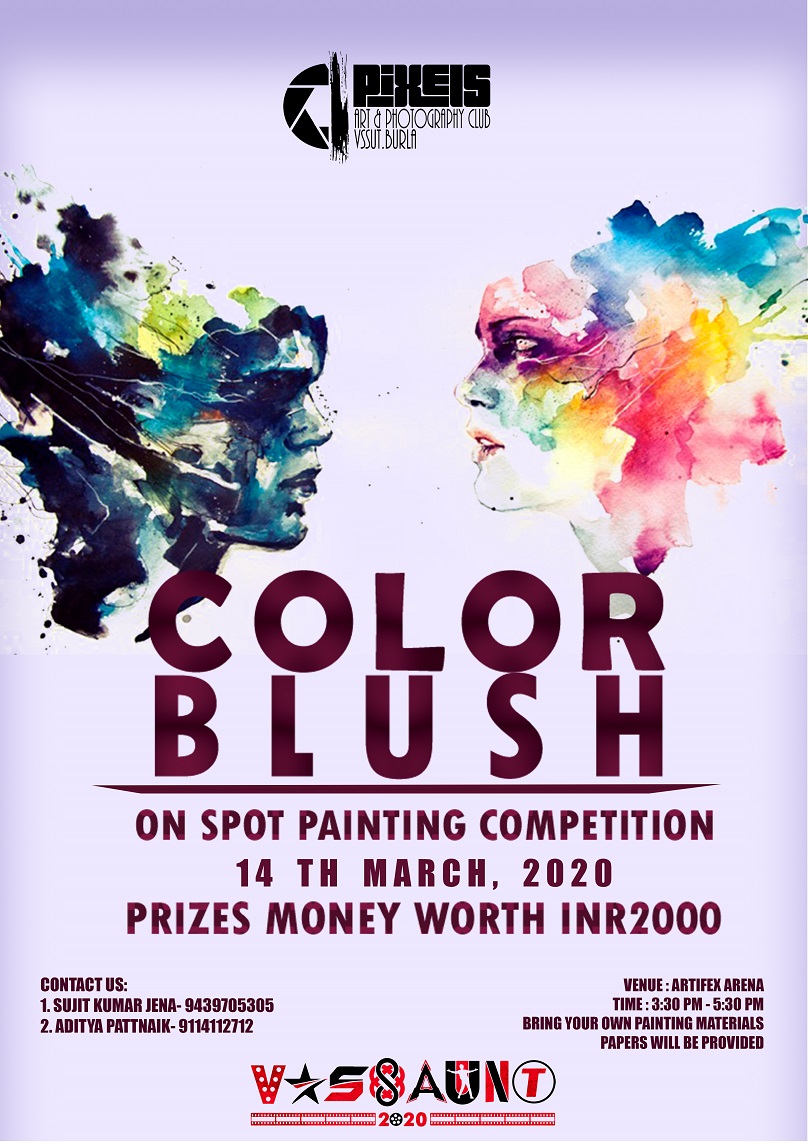 PiXElS
ART & PHOTOGRAPHY CLUB
VSSUT.BURLA
COLOR
BLUSH
ON SPOT PAINTING COMPETITION
14 TH MARCH, 2020
PRIZES MONEY WORTH INR2000
CONTACT US:
1. SUJIT KUMAR JENA- 9439705305
2. ADITYA PATTNAIK- 9114112712
VENUE : ARTIFEX ARENA
TIME : 3:30 PM - 5:30 PM
BRING YOUR OWN PAINTING MATERIALS
PAPERS WILL BE PROVIDED
V★SSAUNT
2020